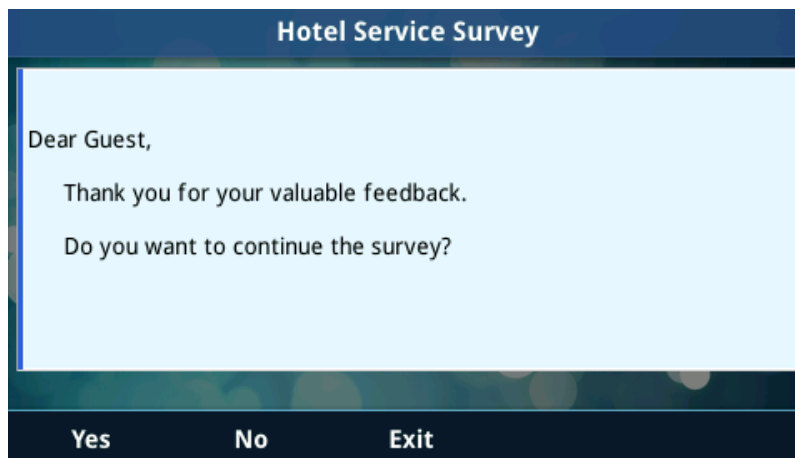 Hotel Service Survey
Dear Guest,
Thank you for your valuable feedback.
Do you want to continue the survey?
Yes No Exit